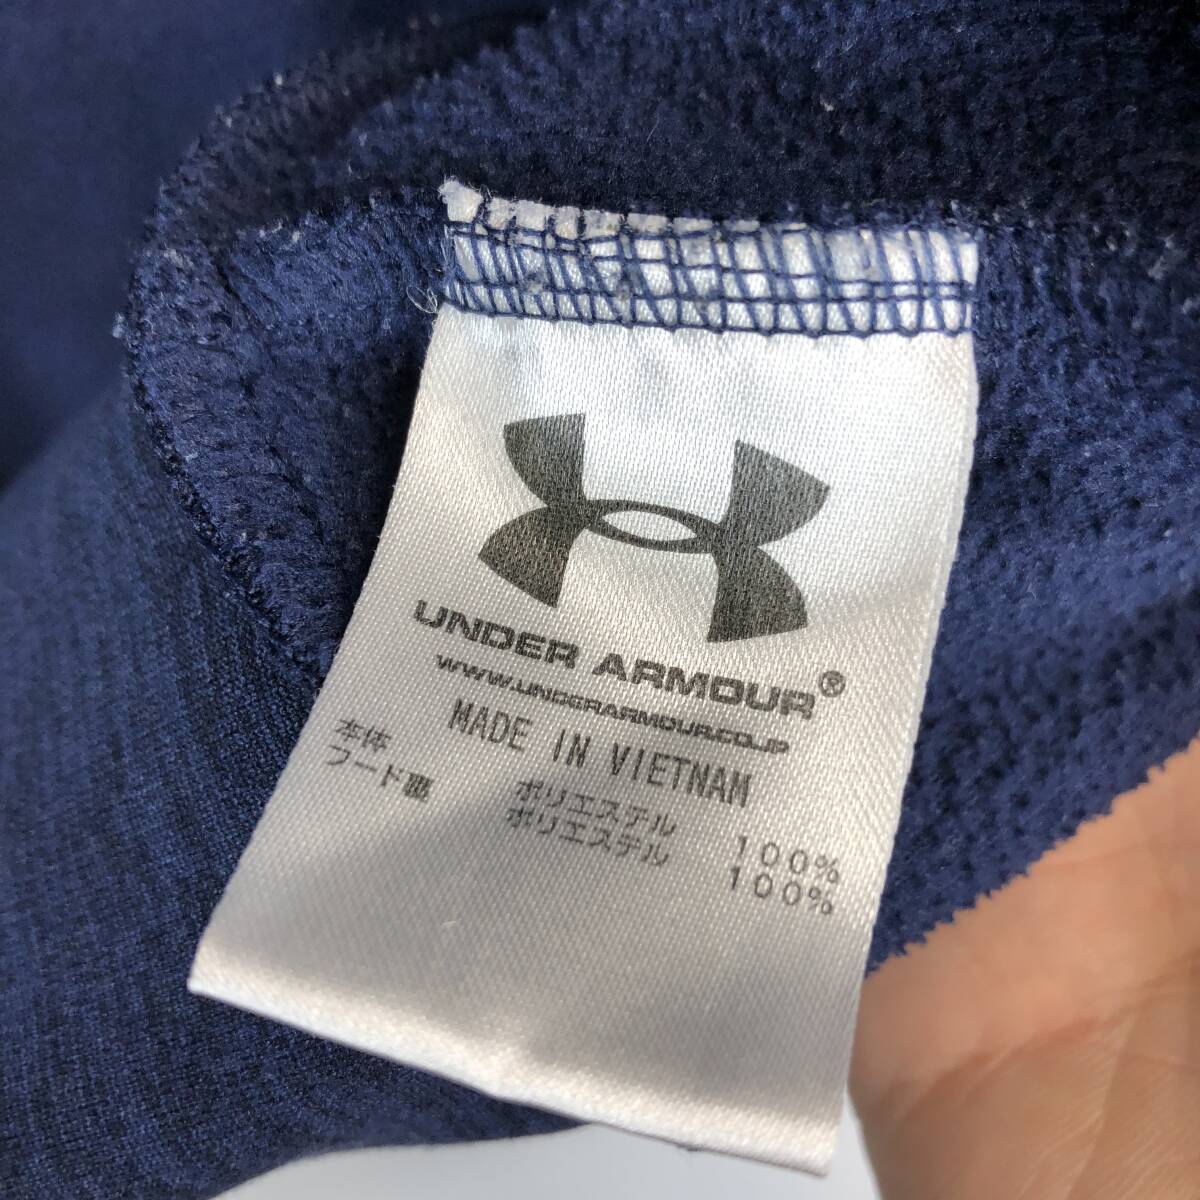 UNDER ARMOUR®
WWW.UNDERARMOUR.CO.JP
MADE IN VIETNAM
本体 ポリエステル 100%
フード裏 ポリエステル 100%